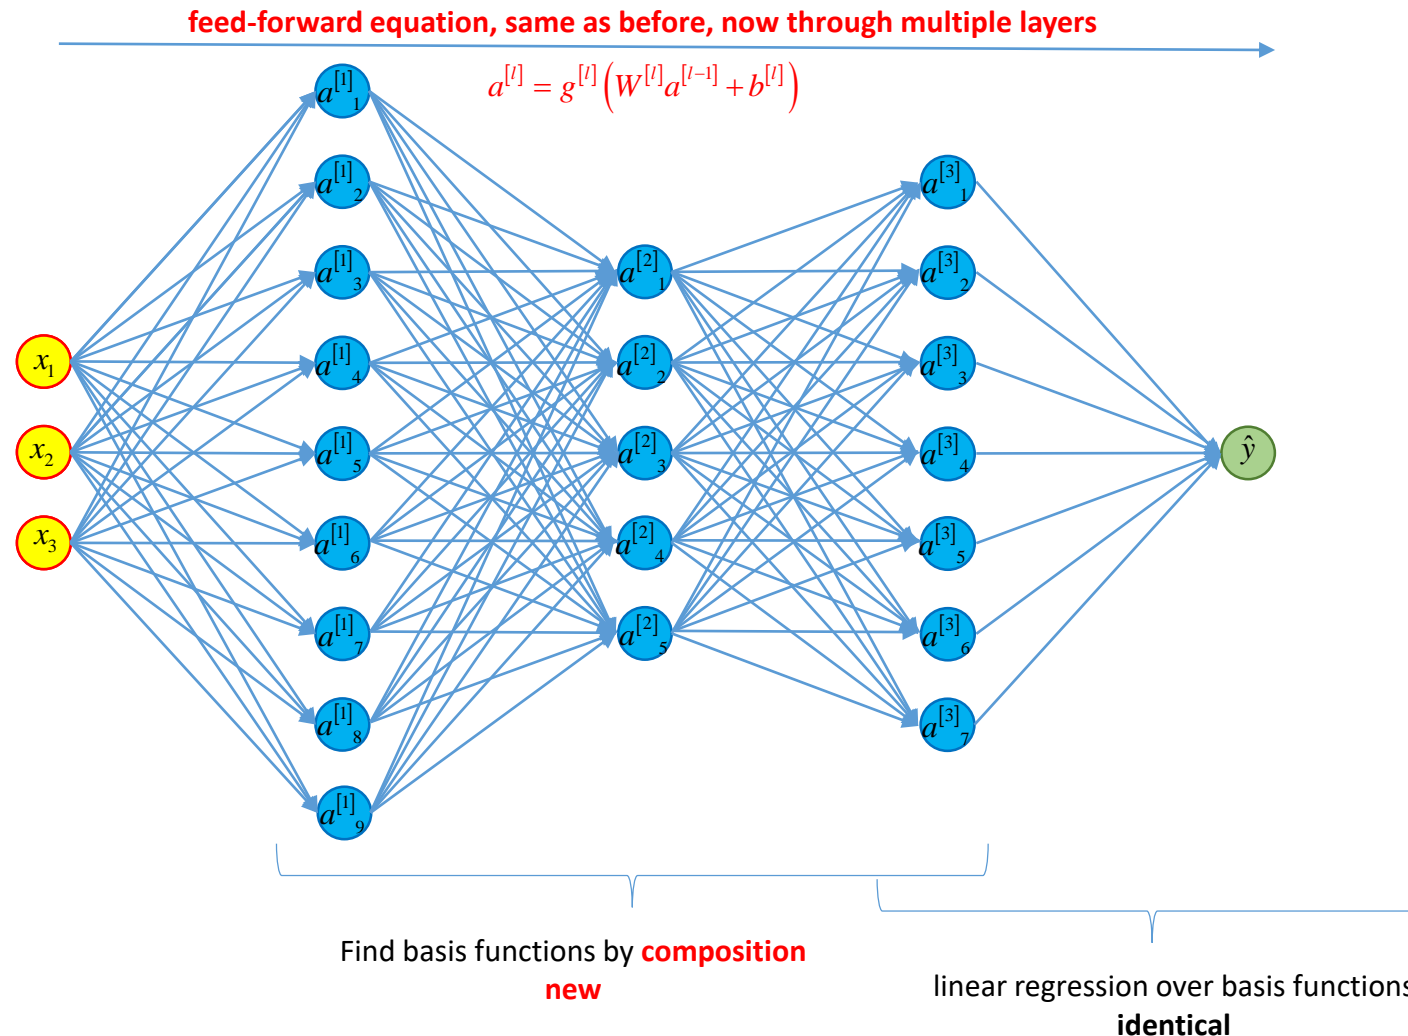 feed-forward equation, same as before, now through multiple layers
a^[l] = g^[l] (W^[l] a^[l-1] + b^[l])
x_1
x_2
x_3
a^[1]_1
a^[1]_2
a^[1]_3
a^[1]_4
a^[1]_5
a^[1]_6
a^[1]_7
a^[1]_8
a^[1]_9
a^[2]_1
a^[2]_2
a^[2]_3
a^[2]_4
a^[2]_5
a^[3]_1
a^[3]_2
a^[3]_3
a^[3]_4
a^[3]_5
a^[3]_6
a^[3]_7
ŷ
Find basis functions by composition
new
linear regression over basis functions
identical